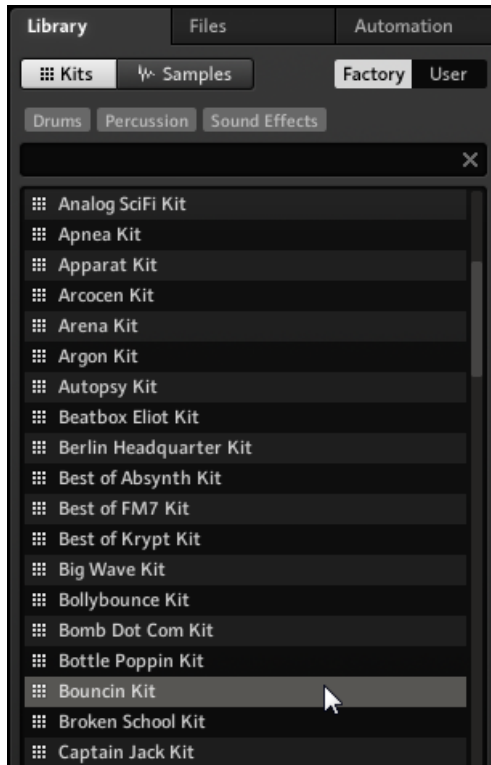 Library Files Automation
Kits Samples Factory User
Drums Percussion Sound Effects
Analog SciFi Kit
Apnea Kit
Apparat Kit
Arcocen Kit
Arena Kit
Argon Kit
Autopsy Kit
Beatbox Eliot Kit
Berlin Headquarter Kit
Best of Absynth Kit
Best of FM7 Kit
Best of Krypt Kit
Big Wave Kit
Bollybounce Kit
Bomb Dot Com Kit
Bottle Poppin Kit
Bouncin Kit
Broken School Kit
Captain Jack Kit